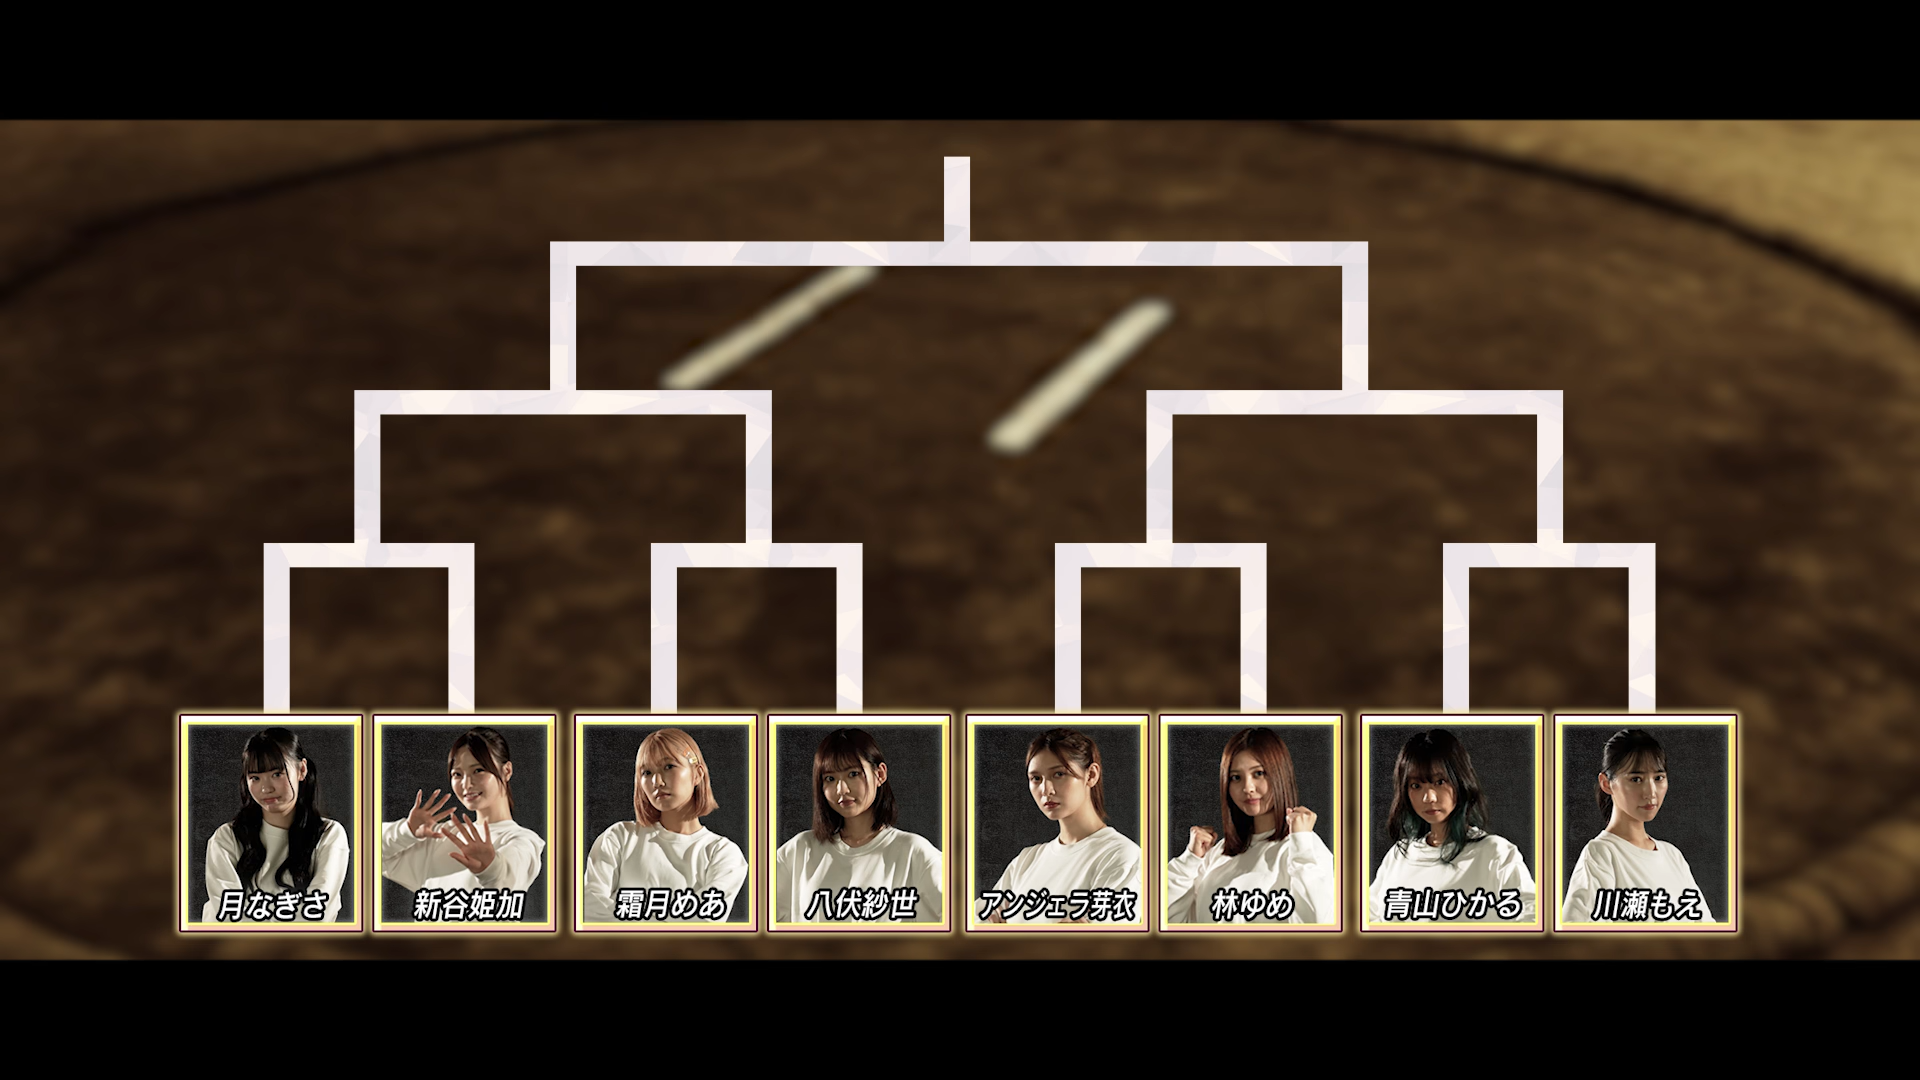 月なぎさ
新谷姫加
霜月めあ
八伏紗世
アンジェラ芽衣
林ゆめ
青山ひかる
川瀬もえ